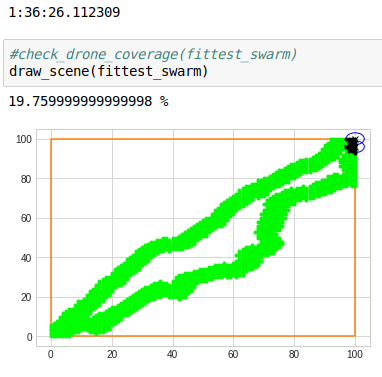 1:36:26.112309
#check_drone_coverage(fittest_swarm)
draw_scene(fittest_swarm)
19.759999999999998 %
100
80
60
40
20
0
0 20 40 60 80 100